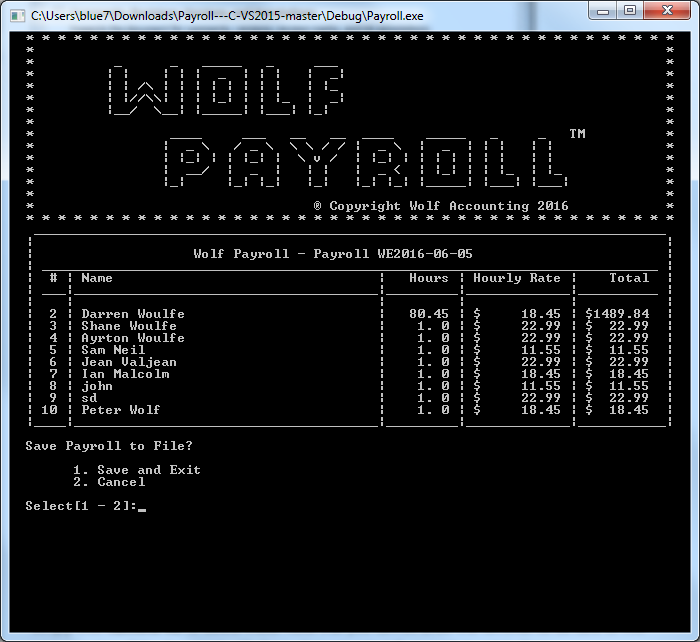 C:\Users\blue7\Downloads\Payroll---C-VS2015-master\Debug\Payroll.exe
WOLF
PAYROLL TM
® Copyright Wolf Accounting 2016
Wolf Payroll - Payroll WE2016-06-05
# | Name | Hours | Hourly Rate | Total
2 | Darren Woulfe | 80.45 | $ 18.45 | $1489.84
3 | Shane Woulfe | 1. 0 | $ 22.99 | $ 22.99
4 | Ayrton Woulfe | 1. 0 | $ 22.99 | $ 22.99
5 | Sam Neil | 1. 0 | $ 11.55 | $ 11.55
6 | Jean Valjean | 1. 0 | $ 22.99 | $ 22.99
7 | Ian Malcolm | 1. 0 | $ 18.45 | $ 18.45
8 | john | 1. 0 | $ 11.55 | $ 11.55
9 | sd | 1. 0 | $ 22.99 | $ 22.99
10 | Peter Wolf | 1. 0 | $ 18.45 | $ 18.45
Save Payroll to File?
1. Save and Exit
2. Cancel
Select[1 - 2]:_